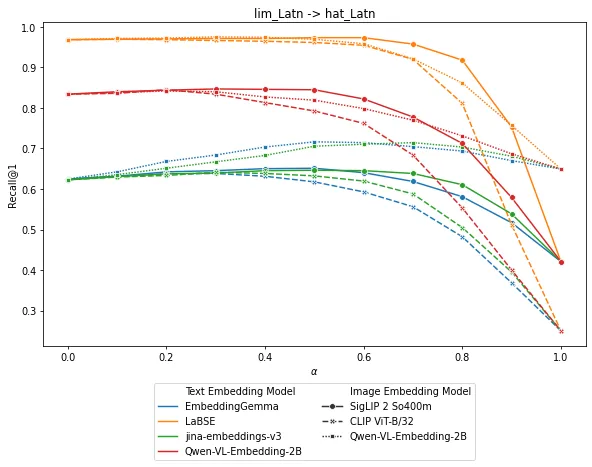 lim_Latn -> hat_Latn
Recall@1
1.0
0.9
0.8
0.7
0.6
0.5
0.4
0.3
0.0 0.2 0.4 0.6 0.8 1.0
α
Text Embedding Model Image Embedding Model
EmbeddingGemma SigLIP 2 So400m
LaBSE CLIP ViT-B/32
jina-embeddings-v3 Qwen-VL-Embedding-2B
Qwen-VL-Embedding-2B